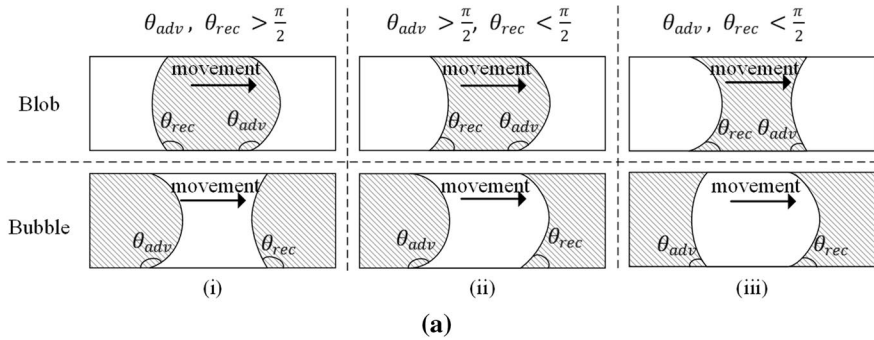 θ_adv, θ_rec > π/2    θ_adv > π/2, θ_rec < π/2    θ_adv, θ_rec < π/2
movement    movement    movement
Blob
θ_rec    θ_adv    θ_rec    θ_adv    θ_rec    θ_adv
movement    movement    movement
Bubble
θ_adv    θ_rec    θ_adv    θ_rec    θ_adv    θ_rec
(i)    (ii)    (iii)
(a)